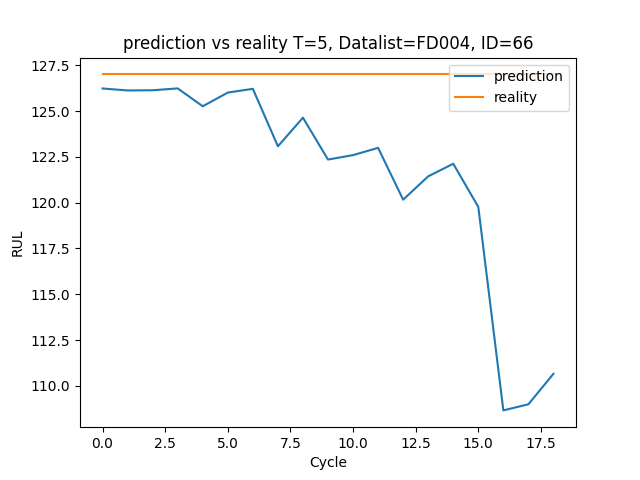 prediction vs reality T=5, Datalist=FD004, ID=66
127.5
125.0
122.5
120.0
117.5
115.0
112.5
110.0
RUL
prediction
reality
0.0 2.5 5.0 7.5 10.0 12.5 15.0 17.5
Cycle